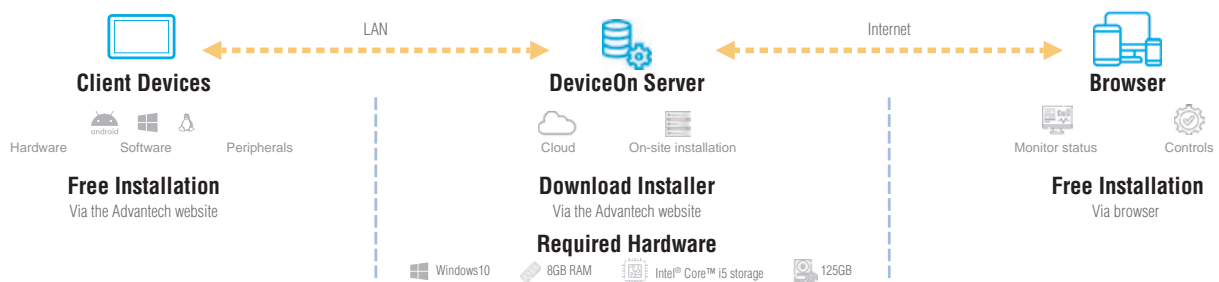 LAN
Internet
Client Devices
DeviceOn Server
Browser
android
Hardware
Software
Peripherals
Cloud
On-site installation
Monitor status
Controls
Free Installation
Via the Advantech website
Download Installer
Via the Advantech website
Free Installation
Via browser
Required Hardware
Windows10
8GB RAM
Intel® Core™ i5 storage
125GB